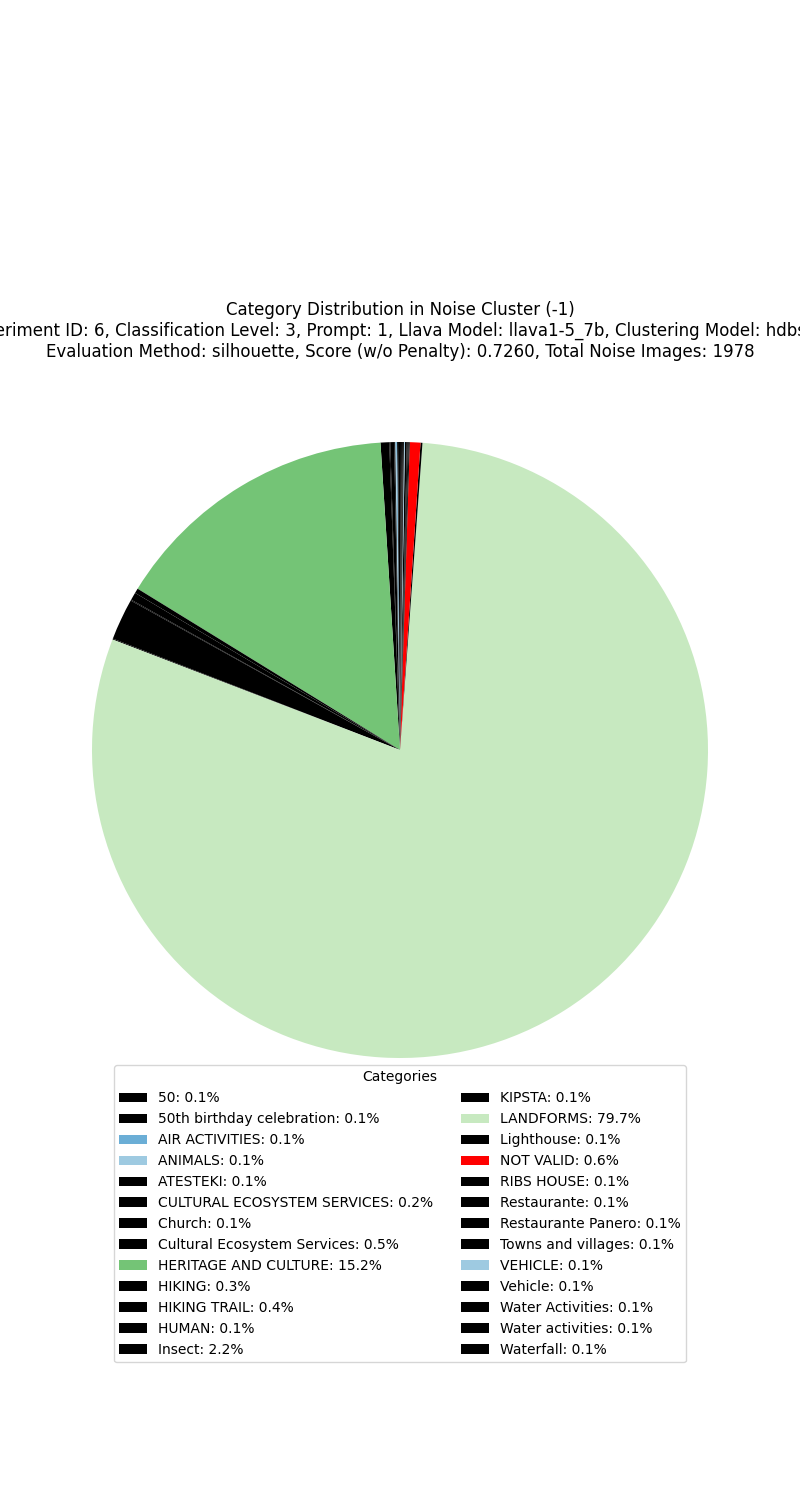 Category Distribution in Noise Cluster (-1)
eriment ID: 6, Classification Level: 3, Prompt: 1, Llava Model: llava1-5_7b, Clustering Model: hdbs
Evaluation Method: silhouette, Score (w/o Penalty): 0.7260, Total Noise Images: 1978
Categories
50: 0.1%
50th birthday celebration: 0.1%
AIR ACTIVITIES: 0.1%
ANIMALS: 0.1%
ATESTEKI: 0.1%
CULTURAL ECOSYSTEM SERVICES: 0.2%
Church: 0.1%
Cultural Ecosystem Services: 0.5%
HERITAGE AND CULTURE: 15.2%
HIKING: 0.3%
HIKING TRAIL: 0.4%
HUMAN: 0.1%
Insect: 2.2%
KIPSTA: 0.1%
LANDFORMS: 79.7%
Lighthouse: 0.1%
NOT VALID: 0.6%
RIBS HOUSE: 0.1%
Restaurante: 0.1%
Restaurante Panero: 0.1%
Towns and villages: 0.1%
VEHICLE: 0.1%
Vehicle: 0.1%
Water Activities: 0.1%
Water activities: 0.1%
Waterfall: 0.1%